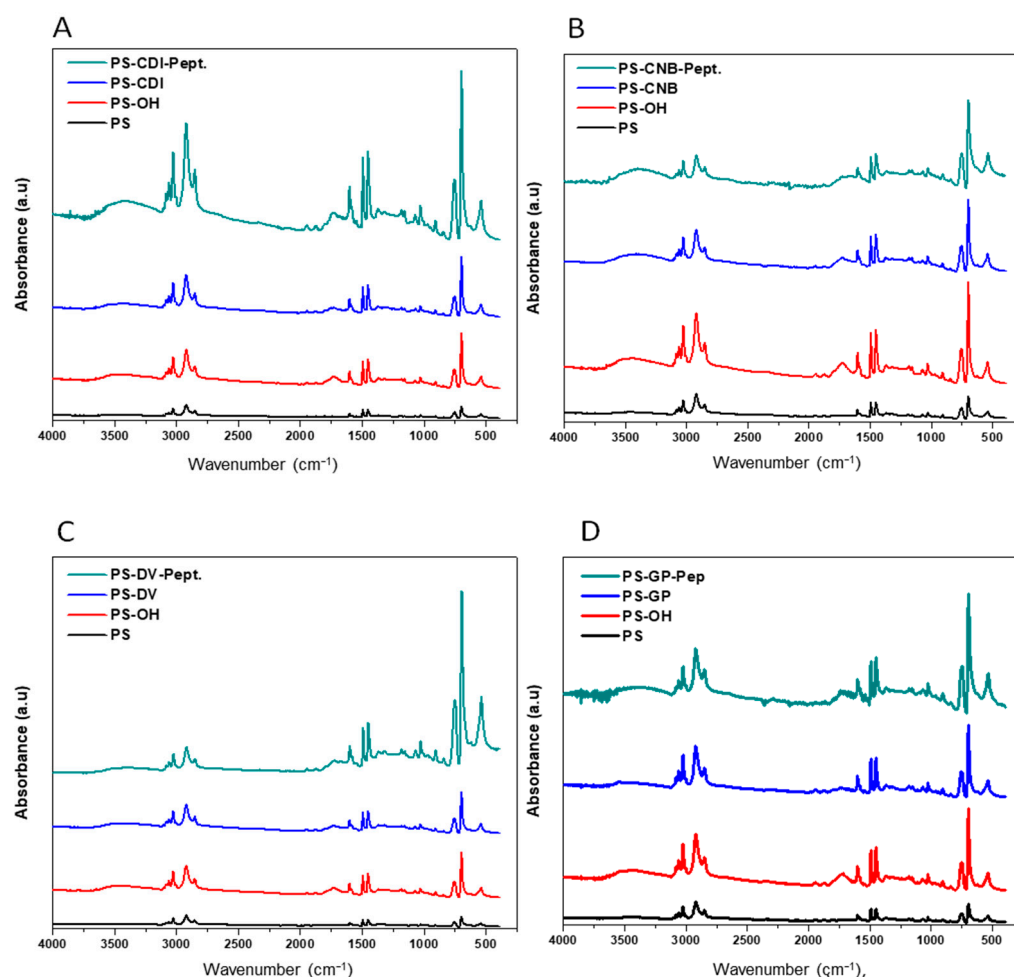 A
PS-CDI-Pept.
PS-CDI
PS-OH
PS
Absorbance (a.u)
4000 3500 3000 2500 2000 1500 1000 500
Wavenumber (cm⁻¹)
B
PS-CNB-Pept.
PS-CNB
PS-OH
PS
Absorbance (a.u)
4000 3500 3000 2500 2000 1500 1000 500
Wavenumber (cm⁻¹)
C
PS-DV-Pept.
PS-DV
PS-OH
PS
Absorbance (a.u)
4000 3500 3000 2500 2000 1500 1000 500
Wavenumber (cm⁻¹)
D
PS-GP-Pep
PS-GP
PS-OH
PS
Absorbance (a.u)
4000 3500 3000 2500 2000 1500 1000 500
Wavenumber (çm⁻¹),